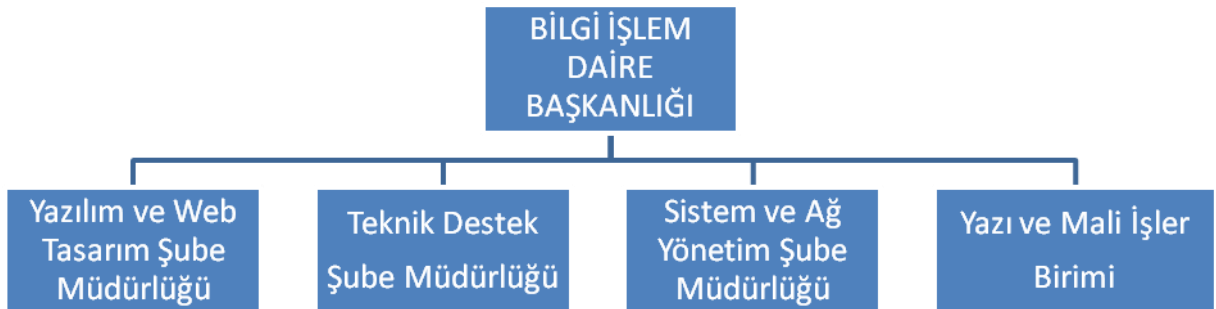 BİLGİ İŞLEM
DAİRE
BAŞKANLIĞI
Yazılım ve Web
Tasarım Şube
Müdürlüğü
Teknik Destek
Şube Müdürlüğü
Sistem ve Ağ
Yönetim Şube
Müdürlüğü
Yazı ve Mali İşler
Birimi